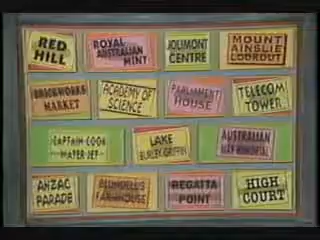 RED HILL
ROYAL AUSTRALIAN MINT
JOLIMONT CENTRE
MOUNT AINSLIE LOOKOUT
BRICKWORKS MARKET
ACADEMY OF SCIENCE
PARLIAMENT HOUSE
TELECOM TOWER
CAPTAIN COOK WATER JET
LAKE BURLEY GRIFFIN
AUSTRALIAN WAR MEMORIAL
ANZAC PARADE
BLUNDELLS FARMHOUSE
REGATTA POINT
HIGH COURT